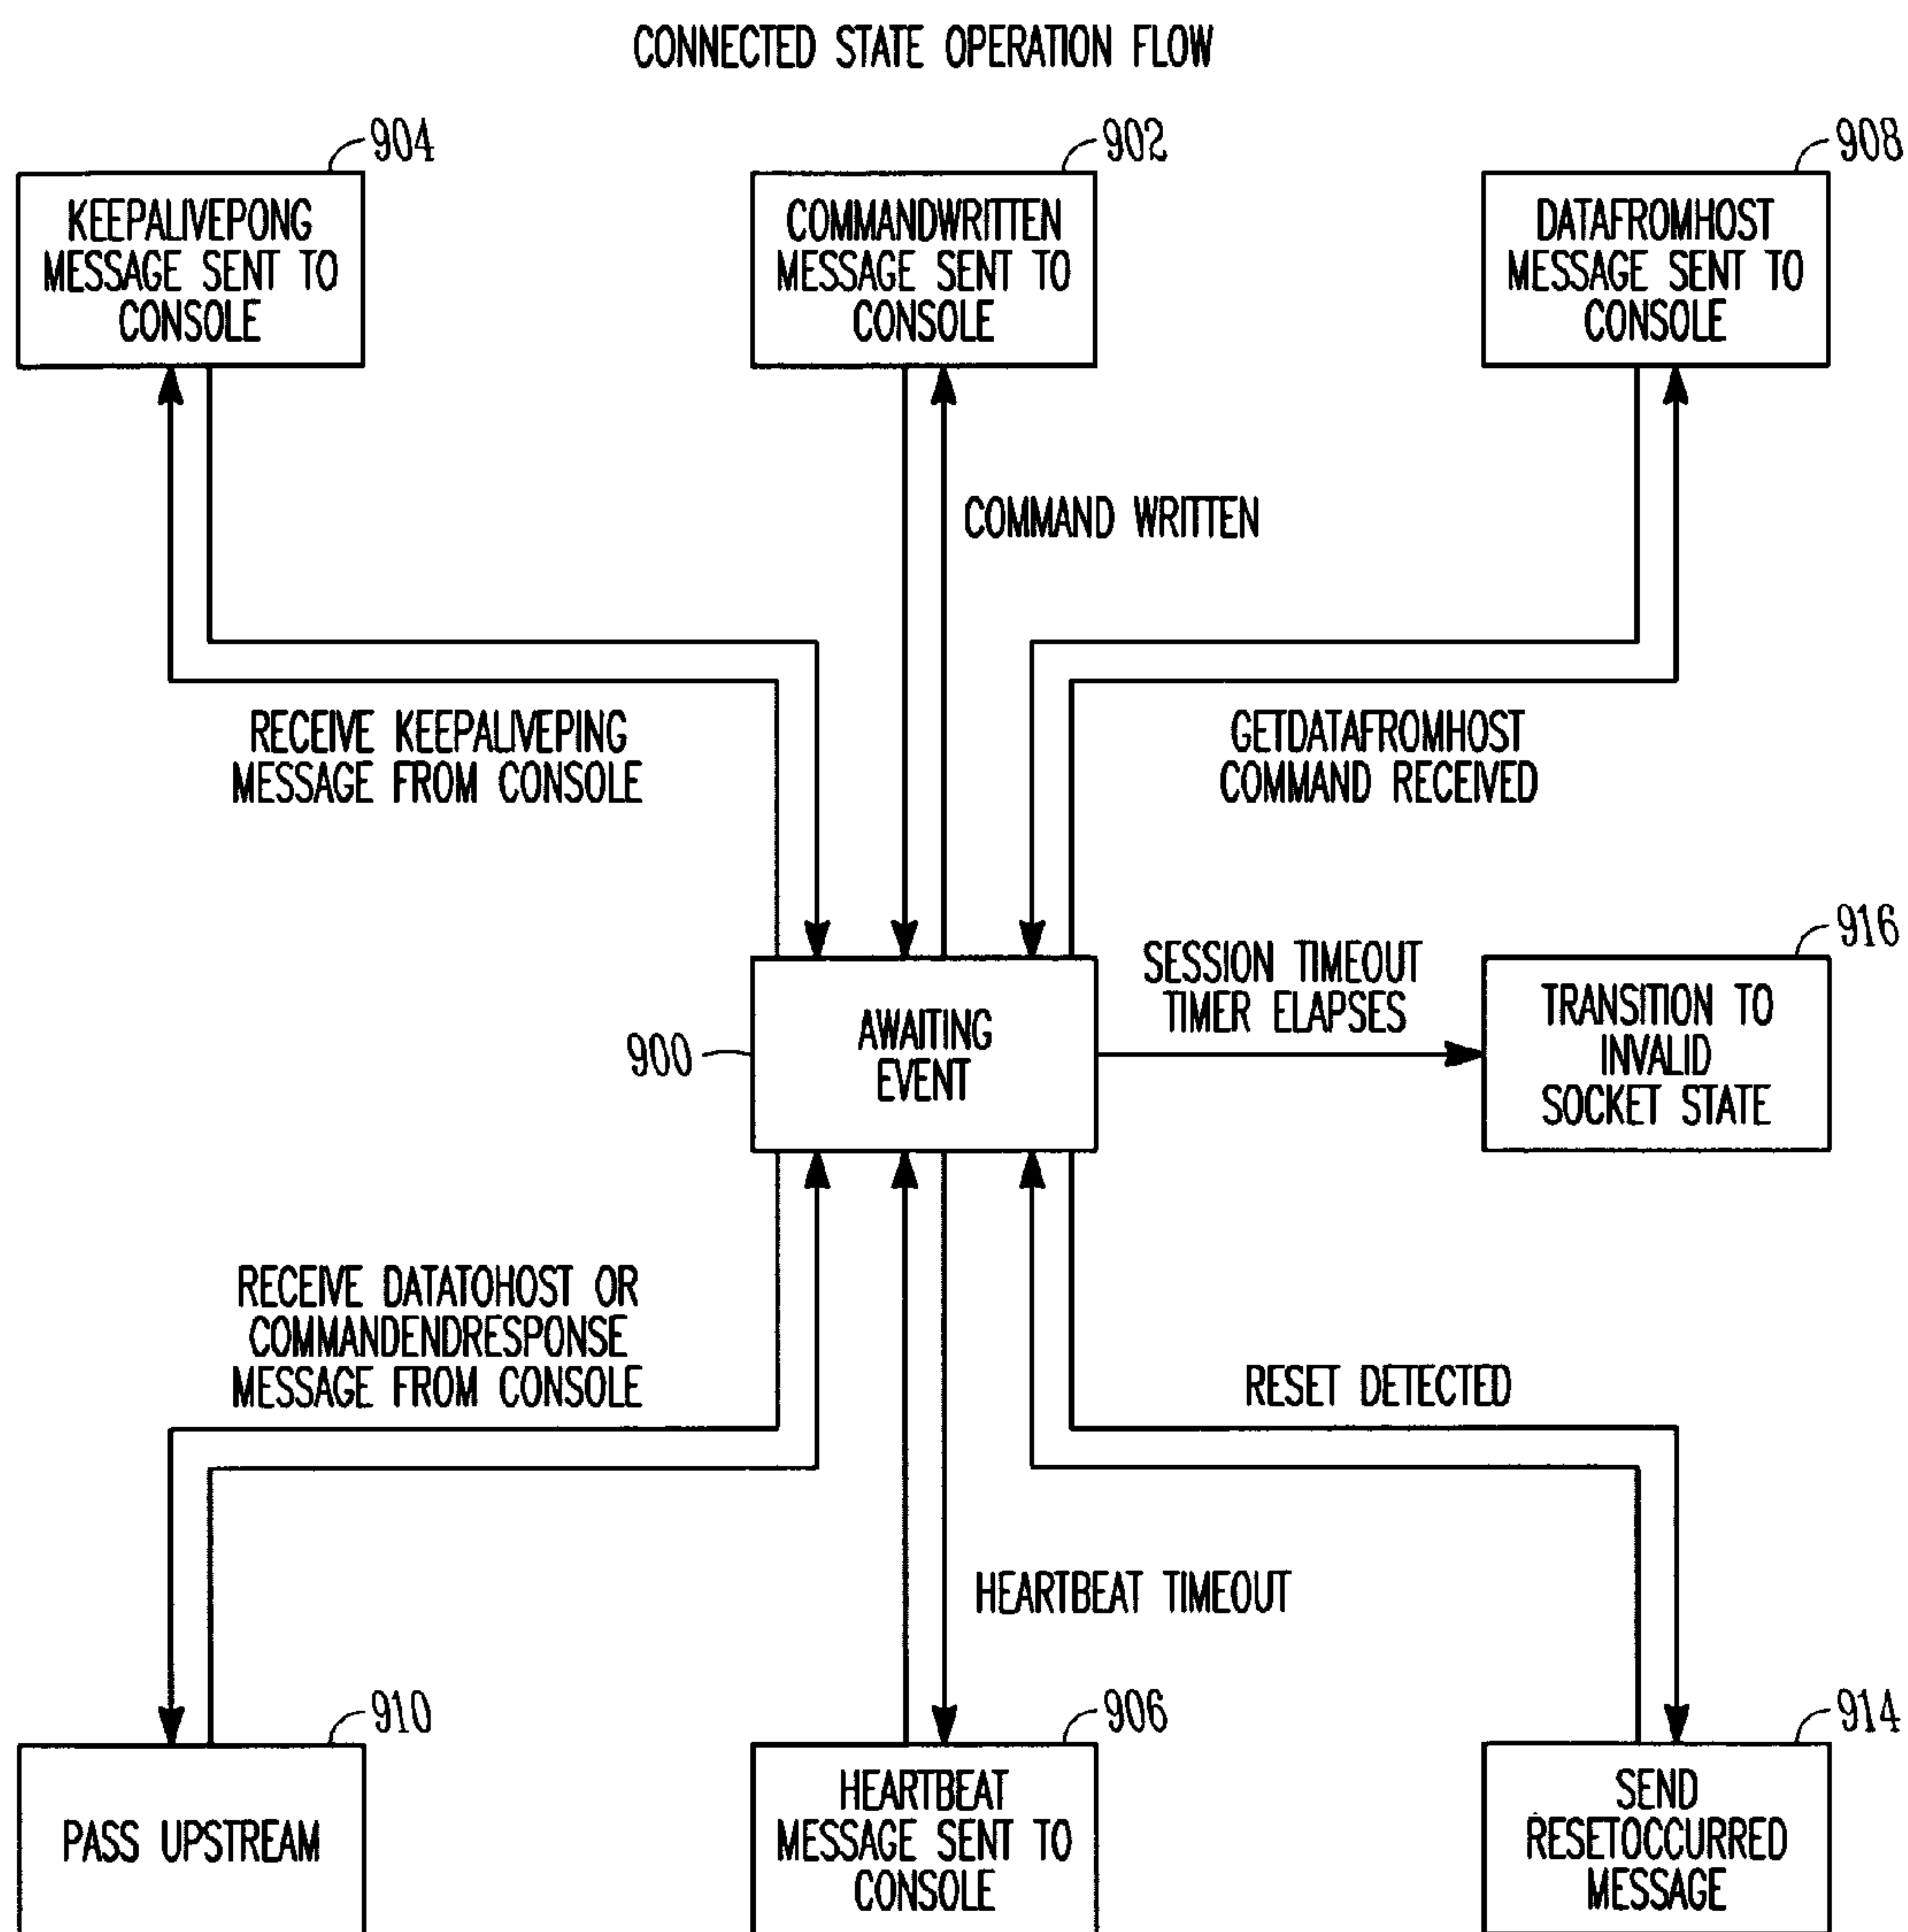 CONNECTED STATE OPERATION FLOW
904
KEEPALIVEPONG
MESSAGE SENT TO
CONSOLE
902
COMMANDWRITTEN
MESSAGE SENT TO
CONSOLE
908
DATAFROMHOST
MESSAGE SENT TO
CONSOLE
COMMAND WRITTEN
RECEIVE KEEPALIVEPING
MESSAGE FROM CONSOLE
GETDATAFROMHOST
COMMAND RECEIVED
900
AWAITING
EVENT
SESSION TIMEOUT
TIMER ELAPSES
916
TRANSITION TO
INVALID
SOCKET STATE
RECEIVE DATATOHOST OR
COMMANDENDRESPONSE
MESSAGE FROM CONSOLE
RESET DETECTED
HEARTBEAT TIMEOUT
910
PASS UPSTREAM
906
HEARTBEAT
MESSAGE SENT TO
CONSOLE
914
SEND
RESETOCCURRED
MESSAGE